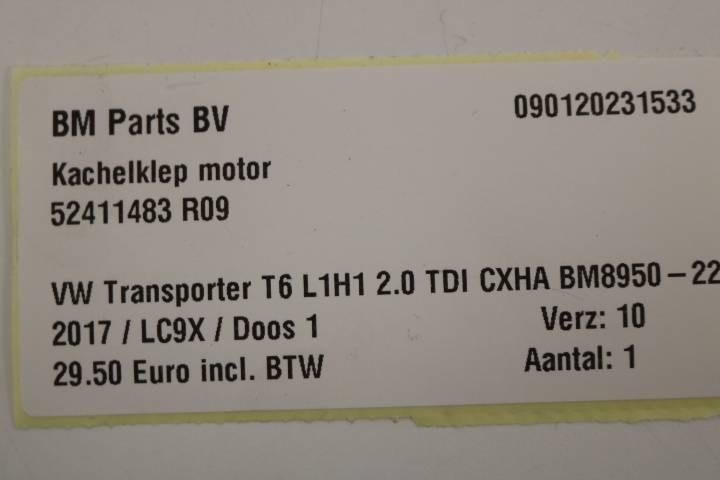 BM Parts BV 090120231533
Kachelklep motor
52411483 R09
VW Transporter T6 L1H1 2.0 TDI CXHA BM8950-22
2017 / LC9X / Doos 1 Verz: 10
29.50 Euro incl. BTW Aantal: 1